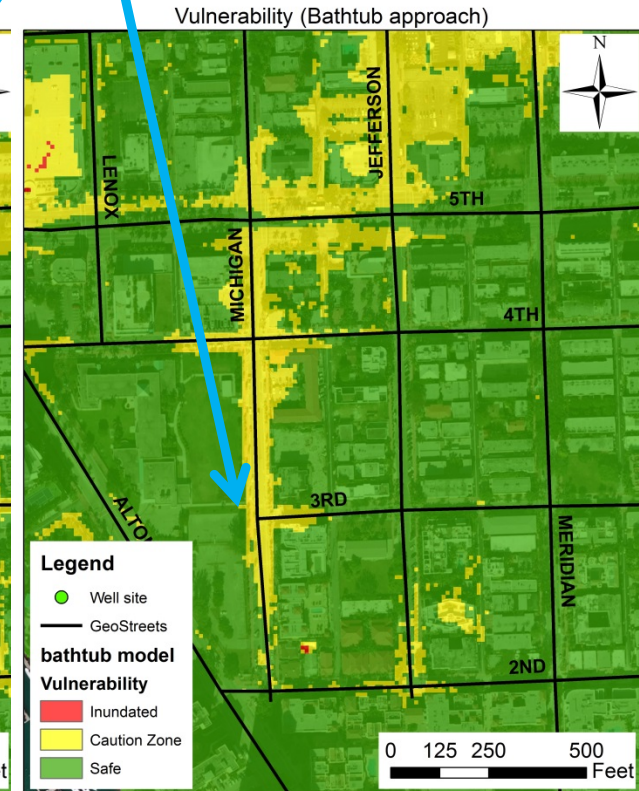 Vulnerability (Bathtub approach)
N
JEFFERSON
LENOX
5TH
MICHIGAN
4TH
3RD
MERIDIAN
2ND
Legend
Well site
GeoStreets
bathtub model
Vulnerability
Inundated
Caution Zone
Safe
0 125 250 500
Feet